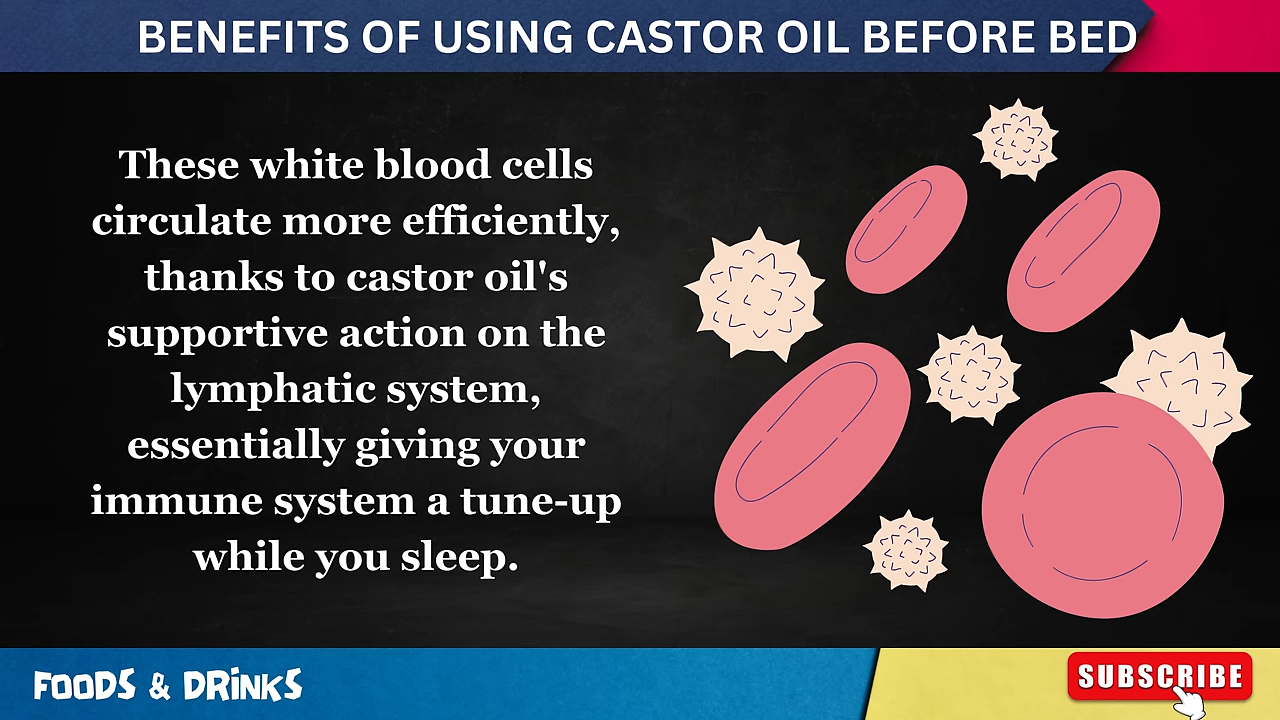 BENEFITS OF USING CASTOR OIL BEFORE BED
These white blood cells
circulate more efficiently,
thanks to castor oil's
supportive action on the
lymphatic system,
essentially giving your
immune system a tune-up
while you sleep.
FOODS & DRiNKS
SUBSCRIBE